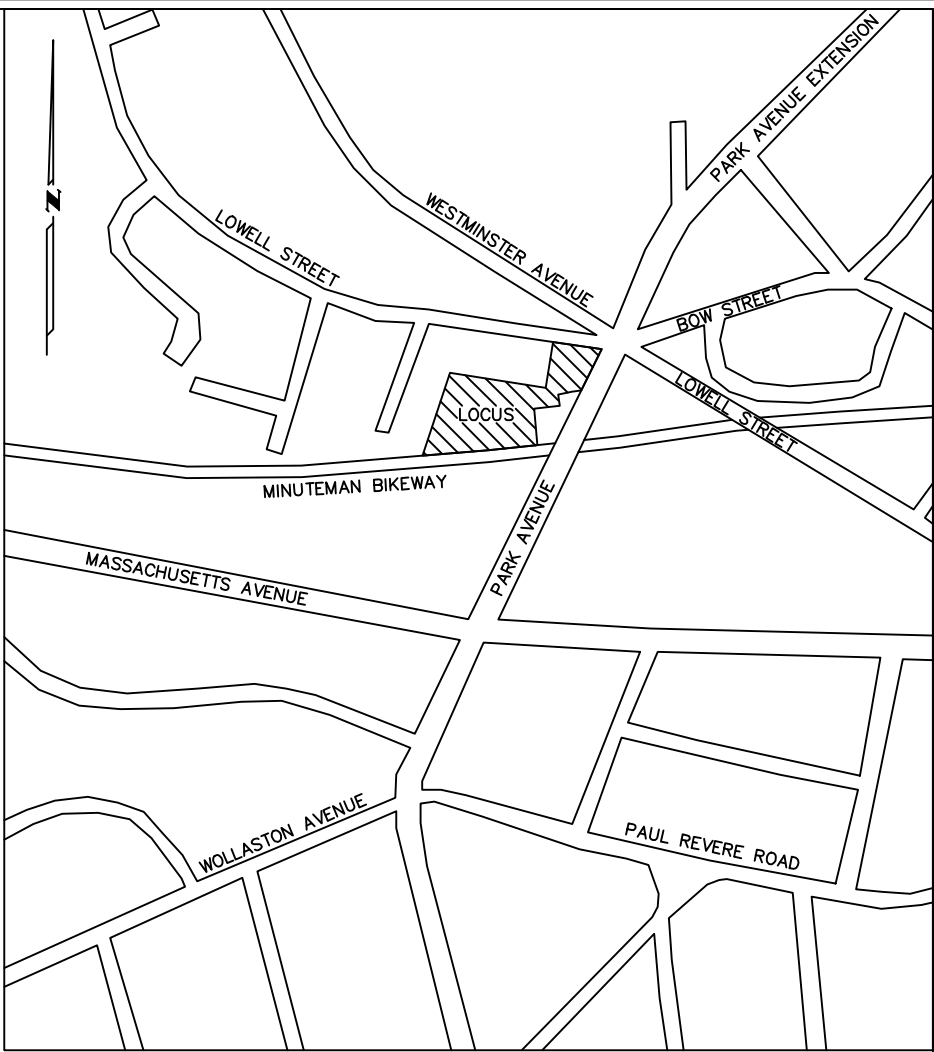 PARK AVENUE EXTENSION
N
WESTMINSTER AVENUE
LOWELL STREET
BOW STREET
LOWELL STREET
LOCUS
MINUTEMAN BIKEWAY
PARK AVENUE
MASSACHUSETTS AVENUE
WOLLASTON AVENUE
PAUL REVERE ROAD